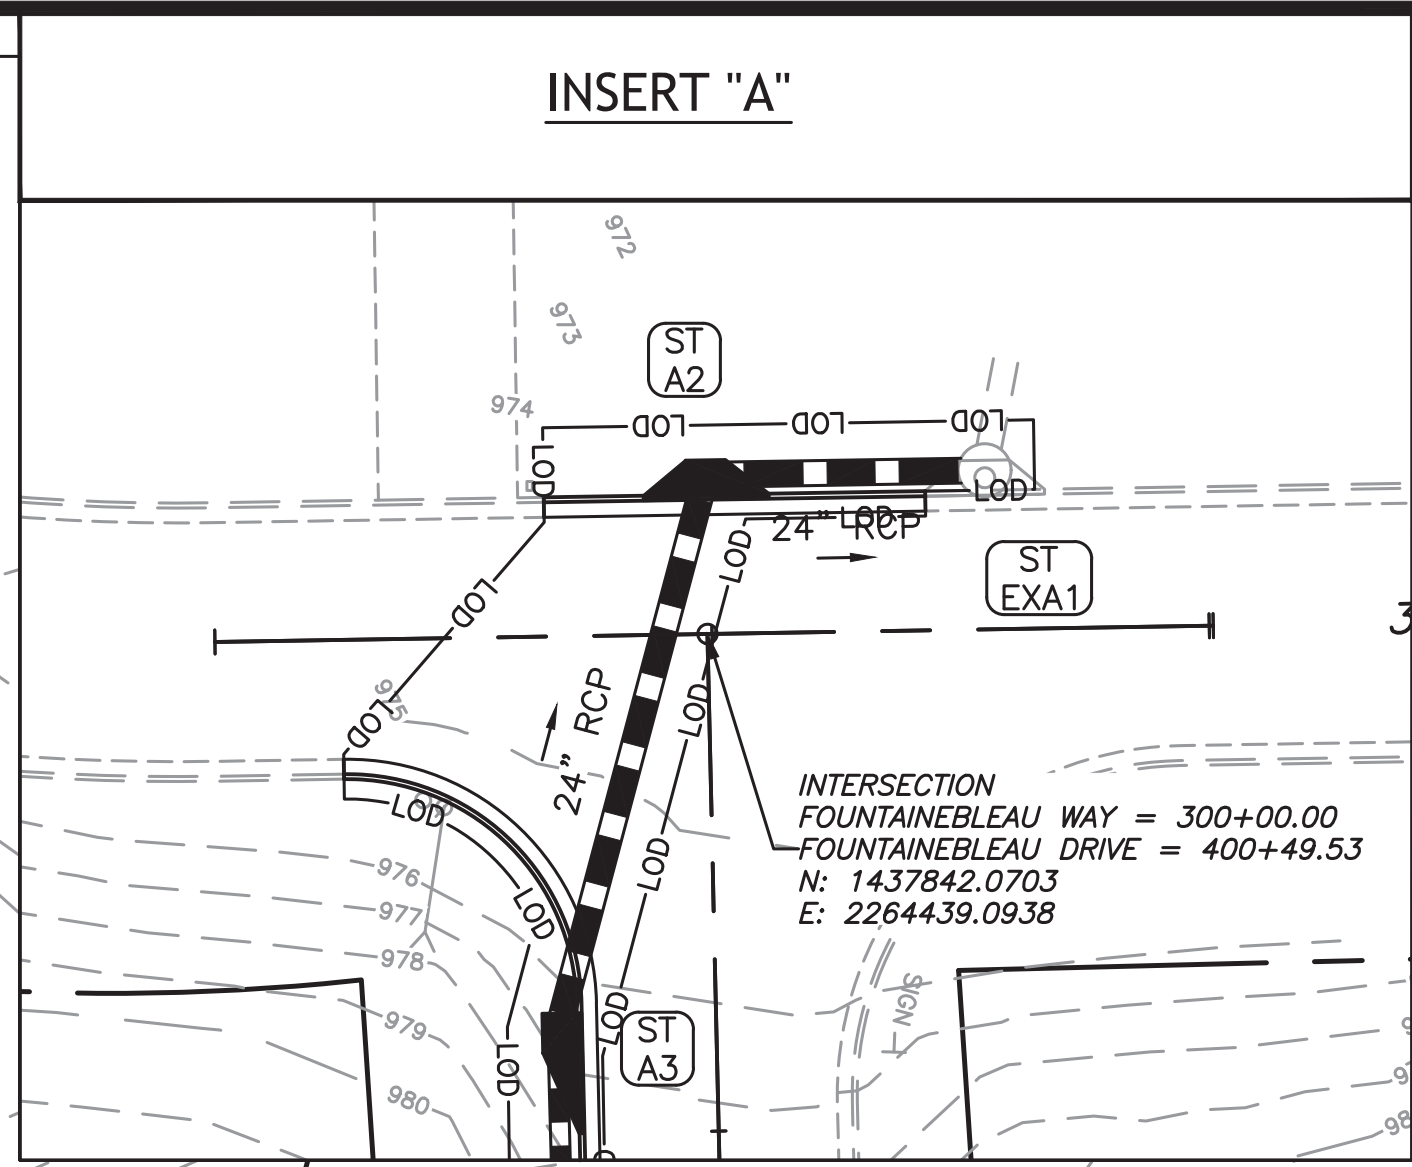 INSERT "A"
972
973
ST
A2
974
LOD
LOD
LOD
LOD
LOD
24" RCP
LOD
LOD
ST
EXA1
LOD
3
975
LOD
24" RCP
LOD
INTERSECTION
FOUNTAINEBLEAU WAY = 300+00.00
FOUNTAINEBLEAU DRIVE = 400+49.53
N: 1437842.0703
E: 2264439.0938
LOD
LOD
976
977
LOD
978
SIGN
979
LOD
ST
A3
LOD
980